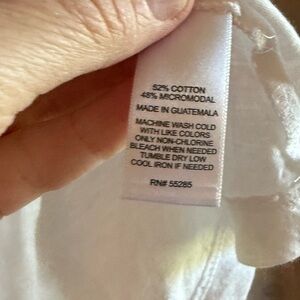 52% COTTON
48% MICROMODAL
MADE IN GUATEMALA
MACHINE WASH COLD
WITH LIKE COLORS
ONLY NON-CHLORINE
BLEACH WHEN NEEDED
TUMBLE DRY LOW
COOL IRON IF NEEDED
RN# 55285